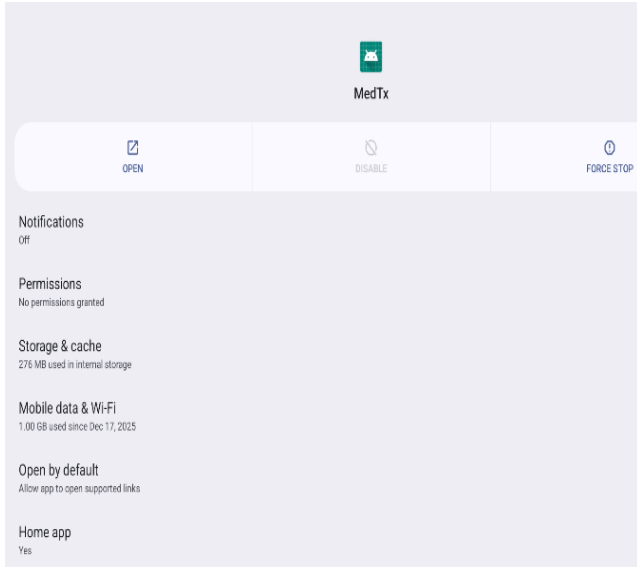 MedTx
OPEN
DISABLE
FORCE STOP
Notifications
Off
Permissions
No permissions granted
Storage & cache
276 MB used in internal storage
Mobile data & Wi-Fi
1.00 GB used since Dec 17, 2025
Open by default
Allow app to open supported links
Home app
Yes